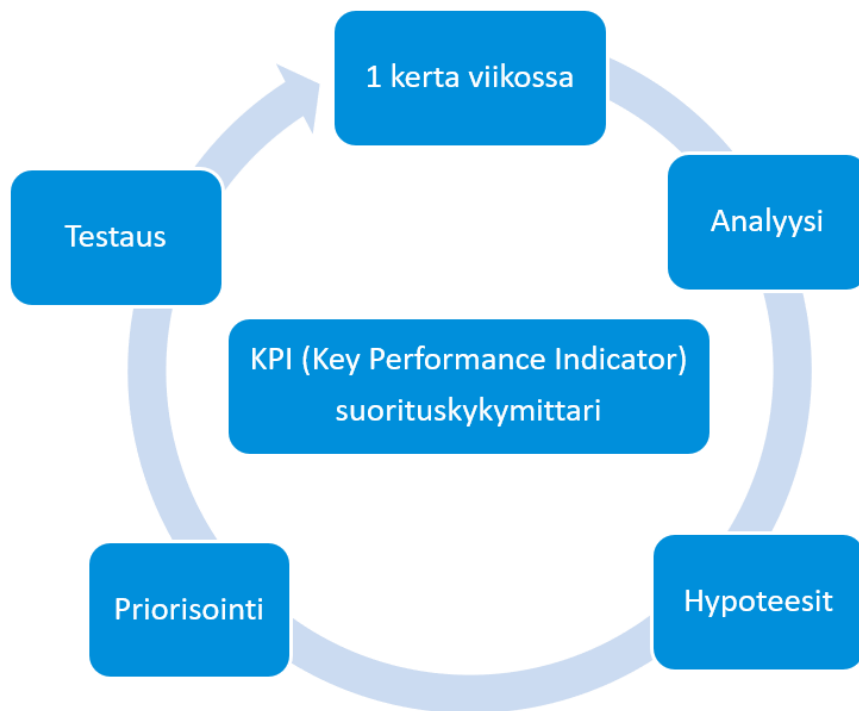 1 kerta viikossa
Analyysi
Testaus
KPI (Key Performance Indicator)
suorituskykymittari
Hypoteesit
Priorisointi